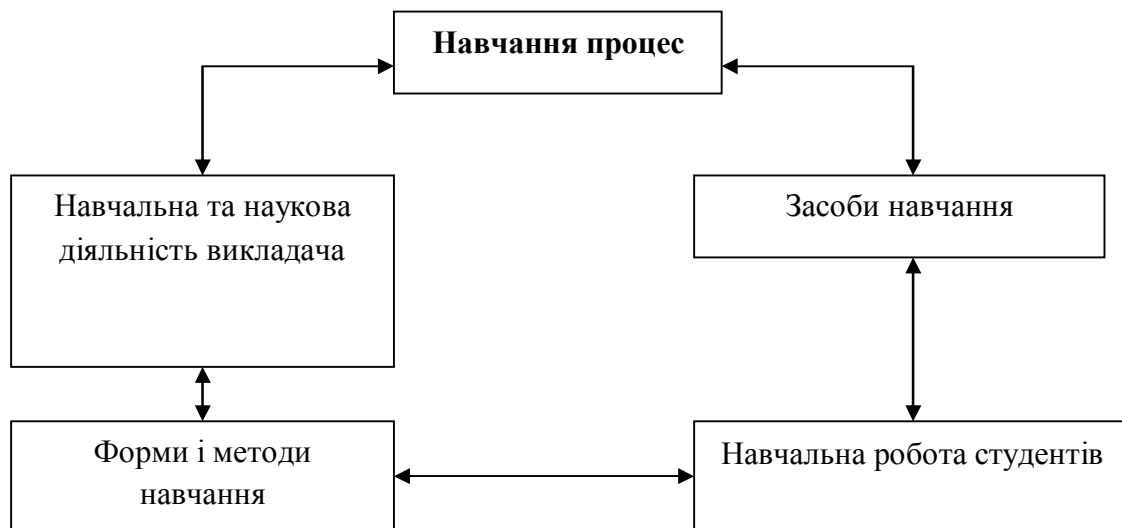 Навчання процес
Навчальна та наукова
діяльність викладача
Засоби навчання
Форми і методи
навчання
Навчальна робота студентів